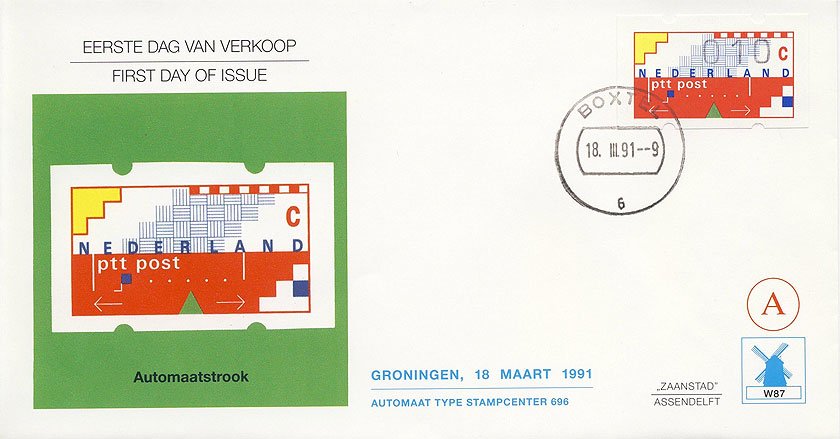 EERSTE DAG VAN VERKOOP
FIRST DAY OF ISSUE
010 C
NEDERLAND
ptt post
BOXTEL
18. III. 91--9
6
C
NEDERLAND
ptt post
Automaatstrook
GRONINGEN, 18 MAART 1991
AUTOMAAT TYPE STAMPCENTER 696
A
„ZAANSTAD”
ASSENDELFT
W87